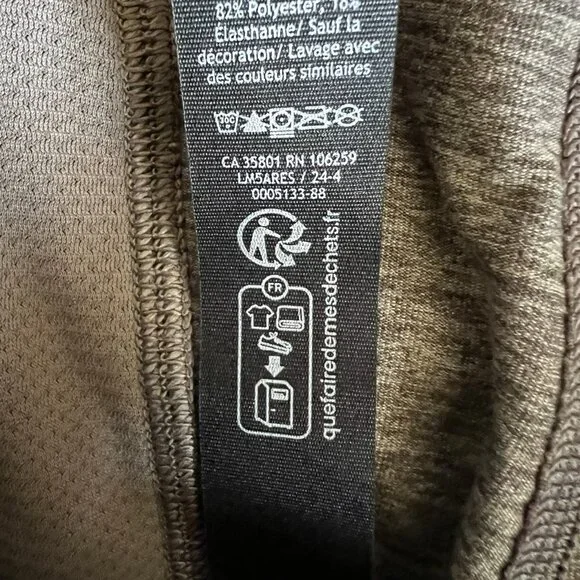 82% Polyester, 18%
Elasthanne/ Sauf la
décoration/ Lavage avec
des couleurs similaires
CA 35801 RN 106259
LM5ARES / 24-4
0005133-88
FR
quefairedemesdechets.fr